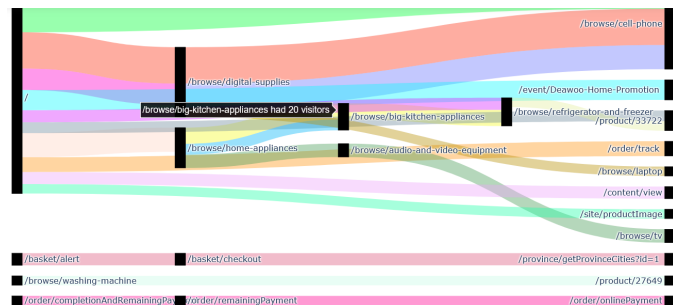 /browse/cell-phone
/browse/digital-supplies
/event/Deawoo-Home-Promotion
/
/browse/big-kitchen-appliances had 20 visitors
/browse/big-kitchen-appliances
/browse/refrigerator-and-freezer
/product/33722
/browse/home-appliances
/browse/audio-and-video-equipment
/order/track
/browse/laptop
/content/view
/site/productImage
/browse/tv
/basket/alert
/basket/checkout
/province/getProvinceCities?id=1
/browse/washing-machine
/product/27649
/order/completionAndRemainingPay
/order/remainingPayment
/order/onlinePayment